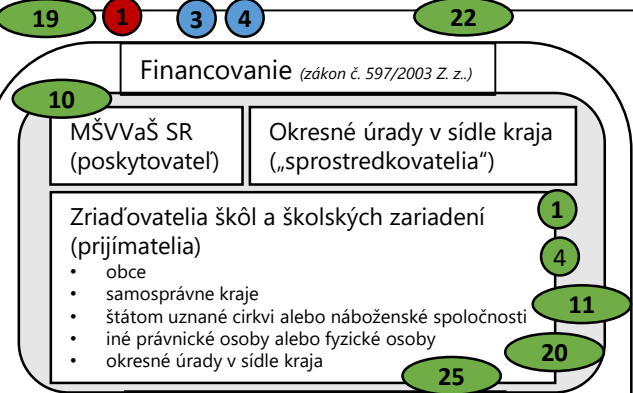 19 1 3 4 22
Financovanie (zákon č. 597/2003 Z. z..)
10
MŠVVaŠ SR
(poskytovateľ)
Okresné úrady v sídle kraja
(„sprostredkovatelia“)
Zriaďovatelia škôl a školských zariadení
(prijímatelia)
1
4
• obce
• samosprávne kraje
• štátom uznané cirkvi alebo náboženské spoločnosti
11
• iné právnické osoby alebo fyzické osoby
• okresné úrady v sídle kraja
20
25